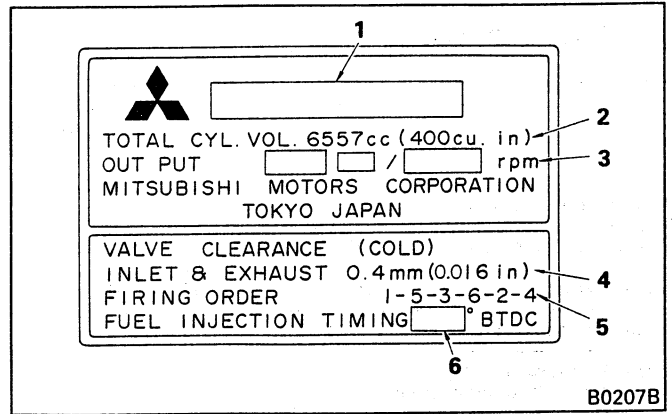 1
TOTAL CYL. VOL. 6557cc (400cu. in) 2
OUT PUT / rpm 3
MITSUBISHI MOTORS CORPORATION
TOKYO JAPAN
VALVE CLEARANCE (COLD)
INLET & EXHAUST 0.4mm (0.016 in) 4
FIRING ORDER 1-5-3-6-2-4 5
FUEL INJECTION TIMING ° BTDC
6
B0207B